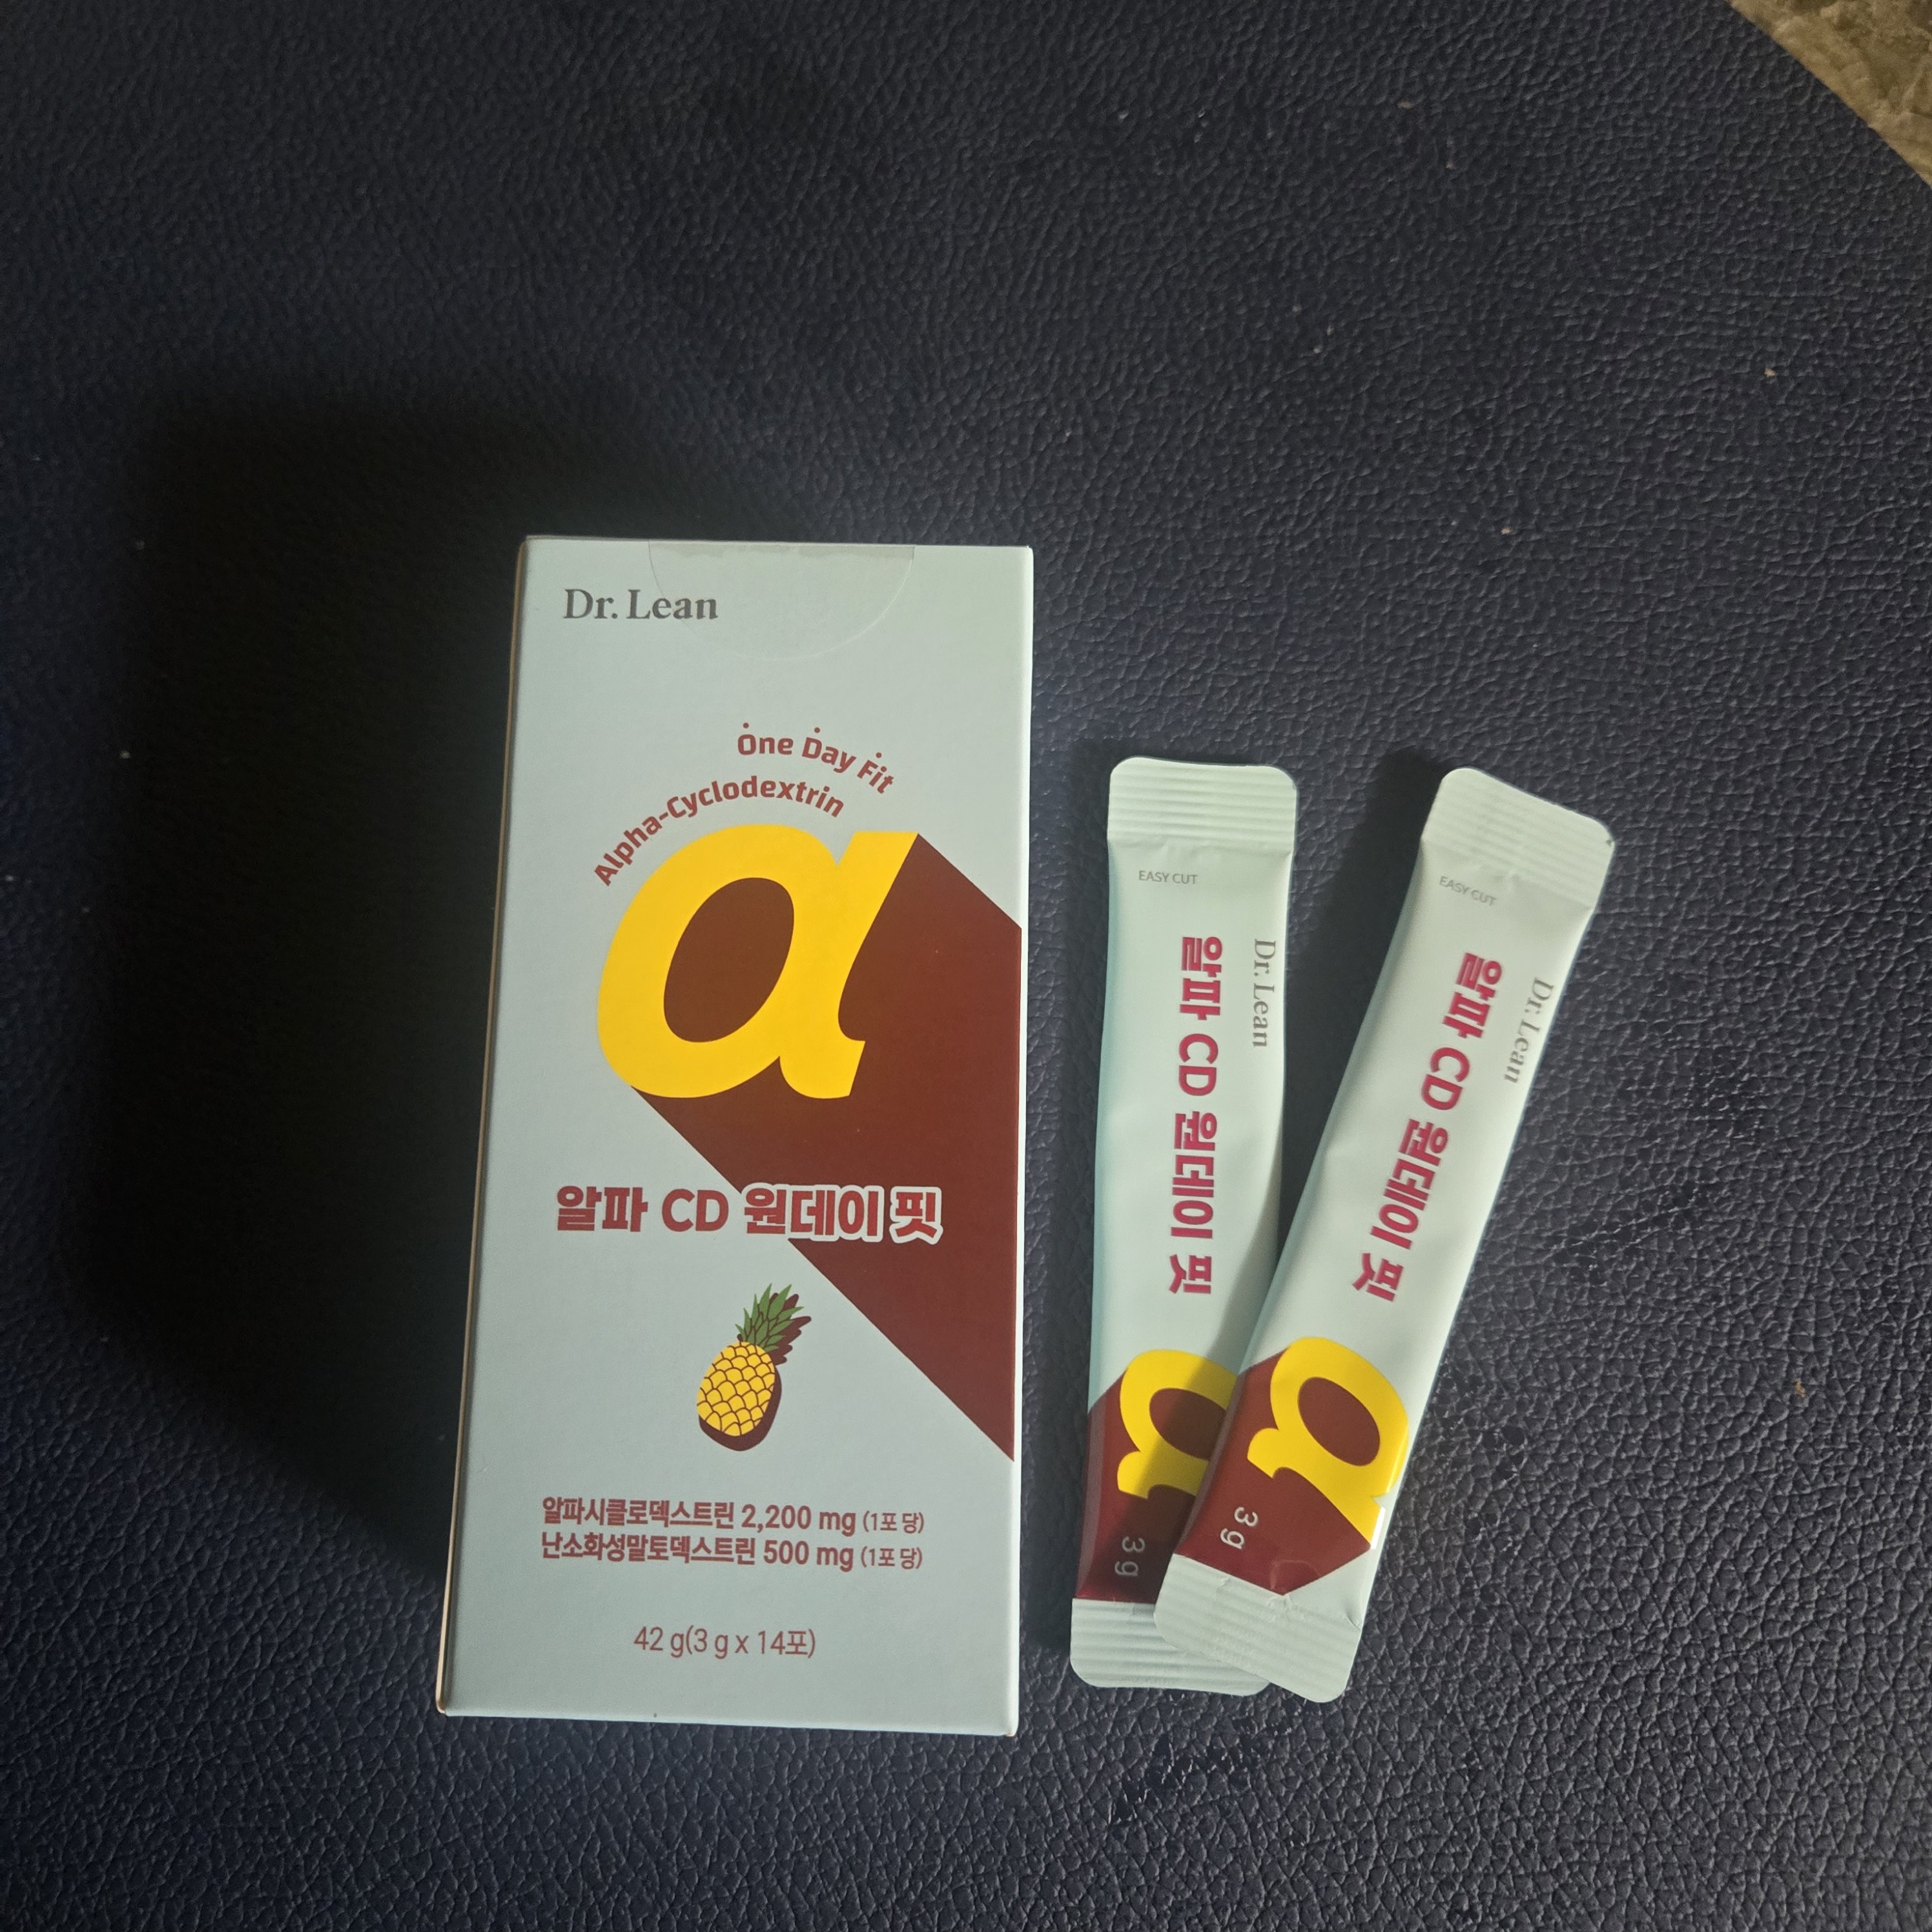 Dr. Lean
One Day Fit
Alpha-Cyclodextrin
α
알파 CD 원데이 핏
알파시클로덱스트린 2,200 mg (1포 당)
난소화성말토덱스트린 500 mg (1포 당)
42 g(3 g x 14포)
EASY CUT
Dr. Lean
알파 CD 원데이 핏
α
3 g
EASY CUT
Dr. Lean
알파 CD 원데이 핏
α
3 g